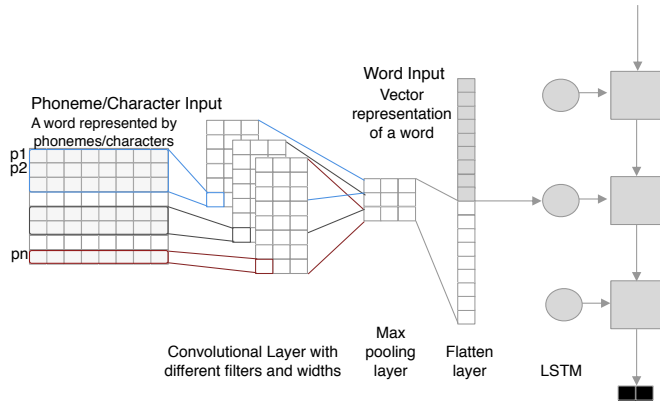 Phoneme/Character Input
A word represented by
phonemes/characters
p1
p2
pn
Word Input
Vector
representation
of a word
Convolutional Layer with
different filters and widths
Max
pooling
layer
Flatten
layer
LSTM